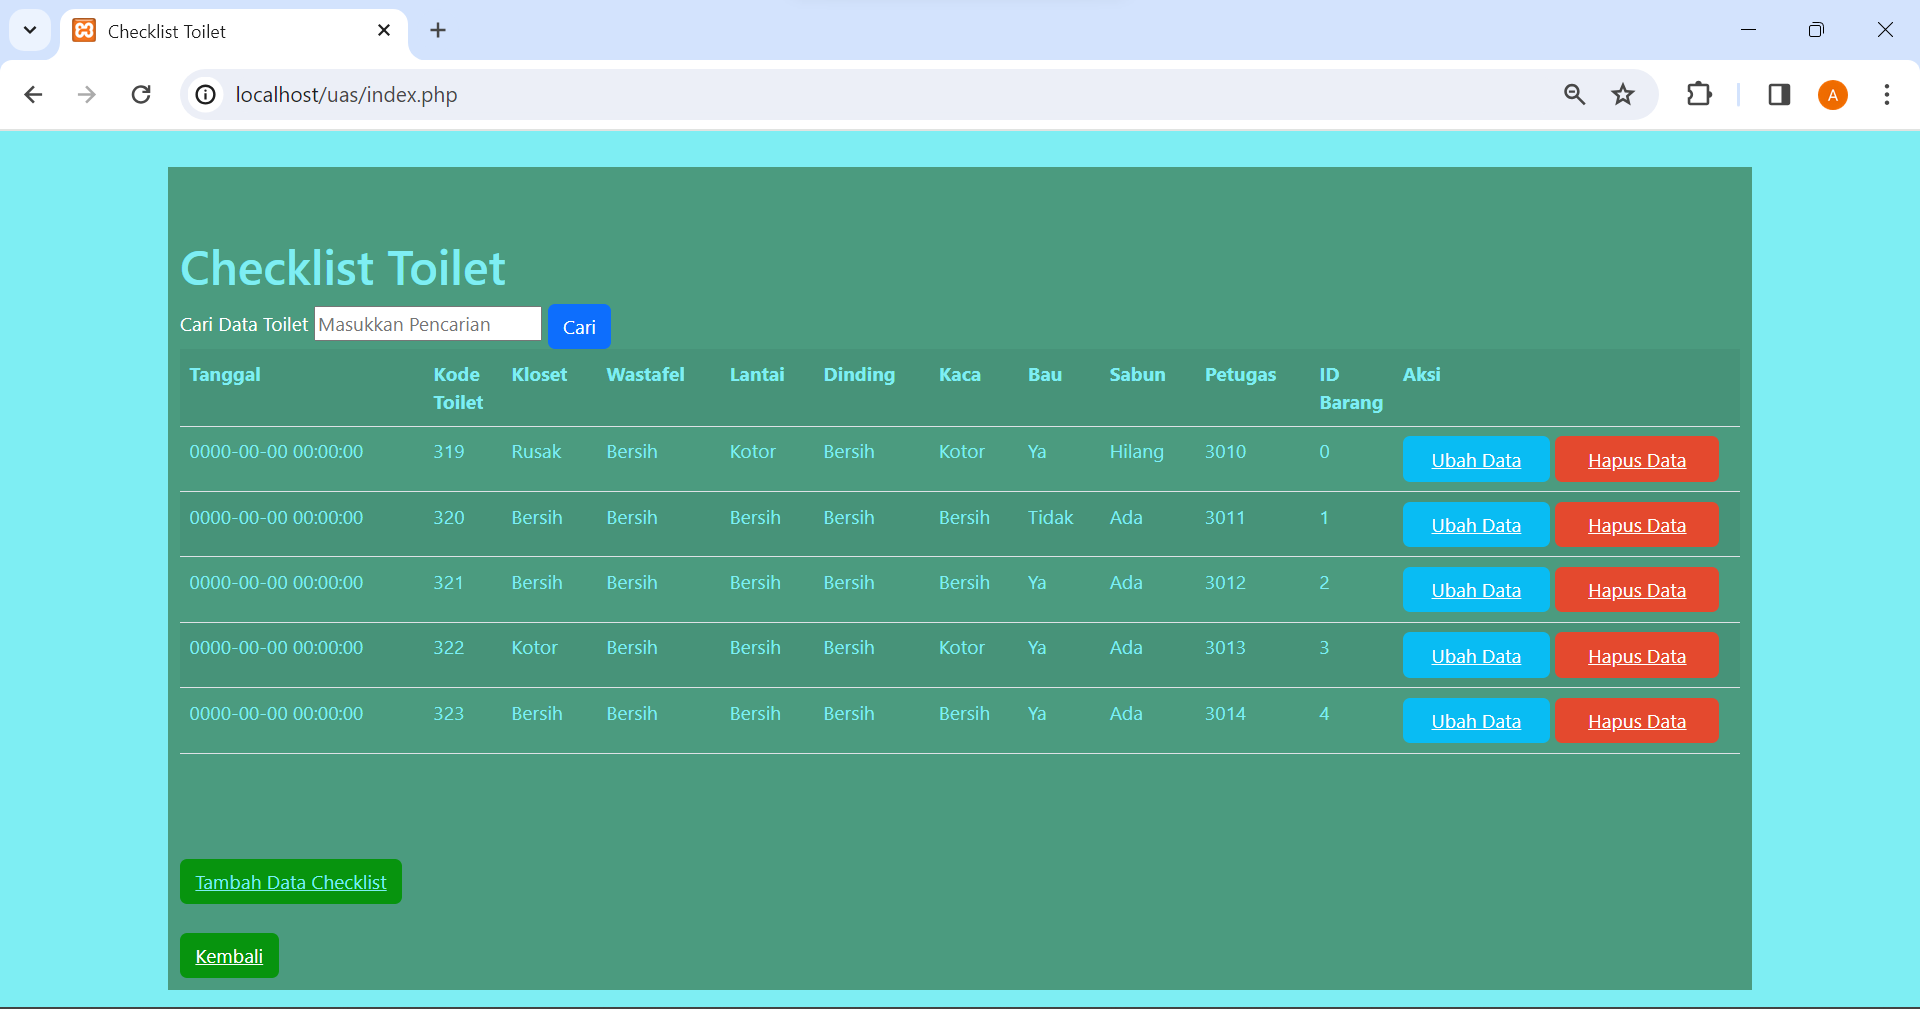 Checklist Toilet
localhost/uas/index.php
A
Checklist Toilet
Cari Data Toilet Masukkan Pencarian Cari
Tanggal Kode Toilet Kloset Wastafel Lantai Dinding Kaca Bau Sabun Petugas ID Barang Aksi
0000-00-00 00:00:00 319 Rusak Bersih Kotor Bersih Kotor Ya Hilang 3010 0 Ubah Data Hapus Data
0000-00-00 00:00:00 320 Bersih Bersih Bersih Bersih Bersih Tidak Ada 3011 1 Ubah Data Hapus Data
0000-00-00 00:00:00 321 Bersih Bersih Bersih Bersih Bersih Ya Ada 3012 2 Ubah Data Hapus Data
0000-00-00 00:00:00 322 Kotor Bersih Bersih Bersih Kotor Ya Ada 3013 3 Ubah Data Hapus Data
0000-00-00 00:00:00 323 Bersih Bersih Bersih Bersih Bersih Ya Ada 3014 4 Ubah Data Hapus Data
Tambah Data Checklist
Kembali